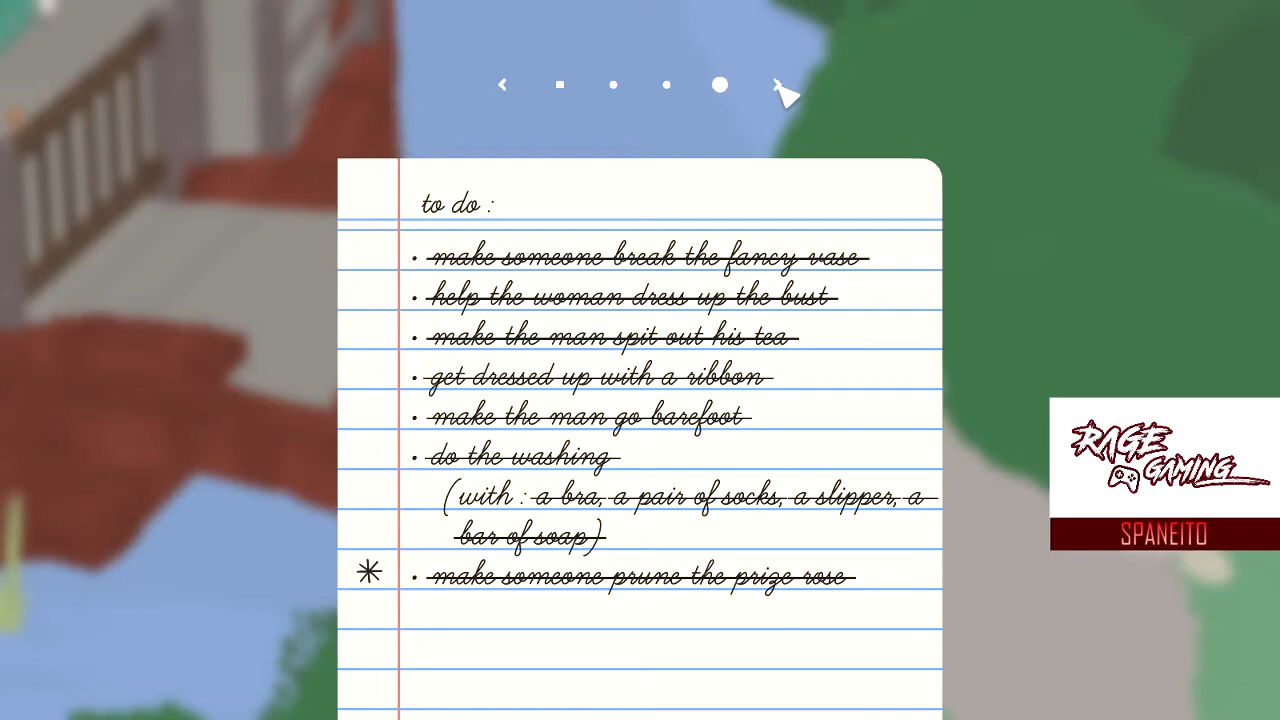 to do :
• make someone break the fancy vase
• help the woman dress up the bust
• make the man spit out his tea
• get dressed up with a ribbon
• make the man go barefoot
• do the washing
(with : a bra, a pair of socks, a slipper, a
bar of soap)
* • make someone prune the prize rose
RAGE
GAMING
SPANEITO